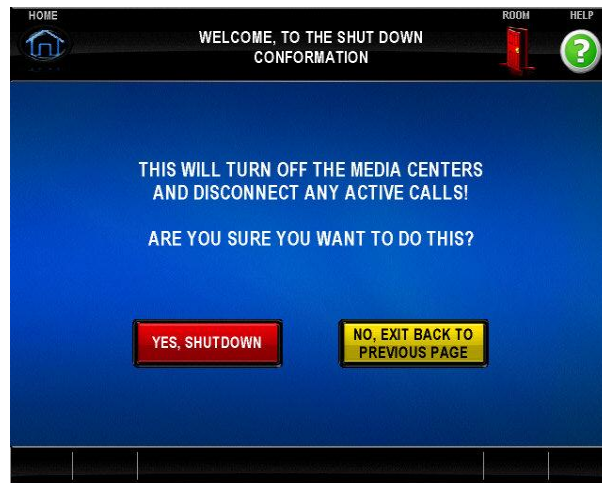 HOME
WELCOME, TO THE SHUT DOWN
CONFORMATION
ROOM
HELP
?
THIS WILL TURN OFF THE MEDIA CENTERS
AND DISCONNECT ANY ACTIVE CALLS!
ARE YOU SURE YOU WANT TO DO THIS?
YES, SHUTDOWN
NO, EXIT BACK TO
PREVIOUS PAGE